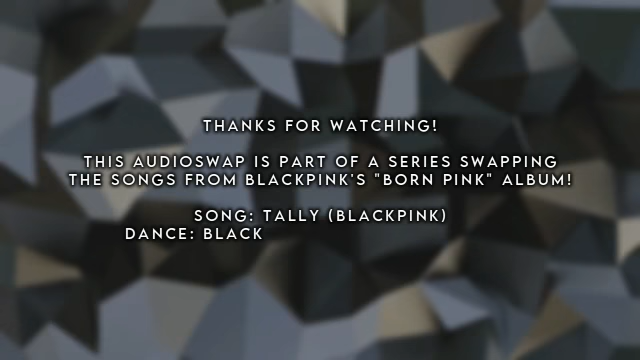 THANKS FOR WATCHING!
THIS AUDIOSWAP IS PART OF A SERIES SWAPPING
THE SONGS FROM BLACKPINK'S "BORN PINK" ALBUM!
SONG: TALLY (BLACKPINK)
DANCE: BLACK